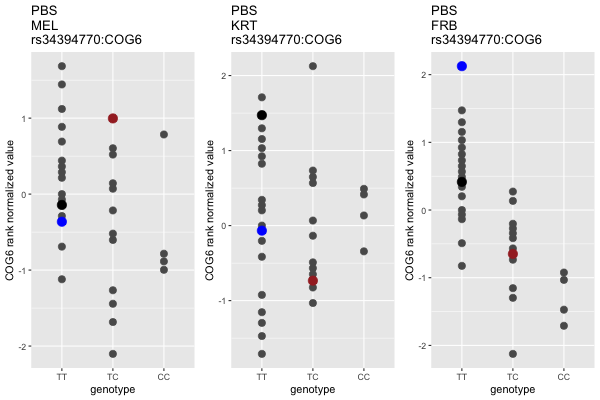 PBS
MEL
rs34394770:COG6
COG6 rank normalized value
1
0
-1
-2
TT
TC
CC
genotype
PBS
KRT
rs34394770:COG6
COG6 rank normalized value
2
1
0
-1
TT
TC
CC
genotype
PBS
FRB
rs34394770:COG6
COG6 rank normalized value
2
1
0
-1
-2
TT
TC
CC
genotype